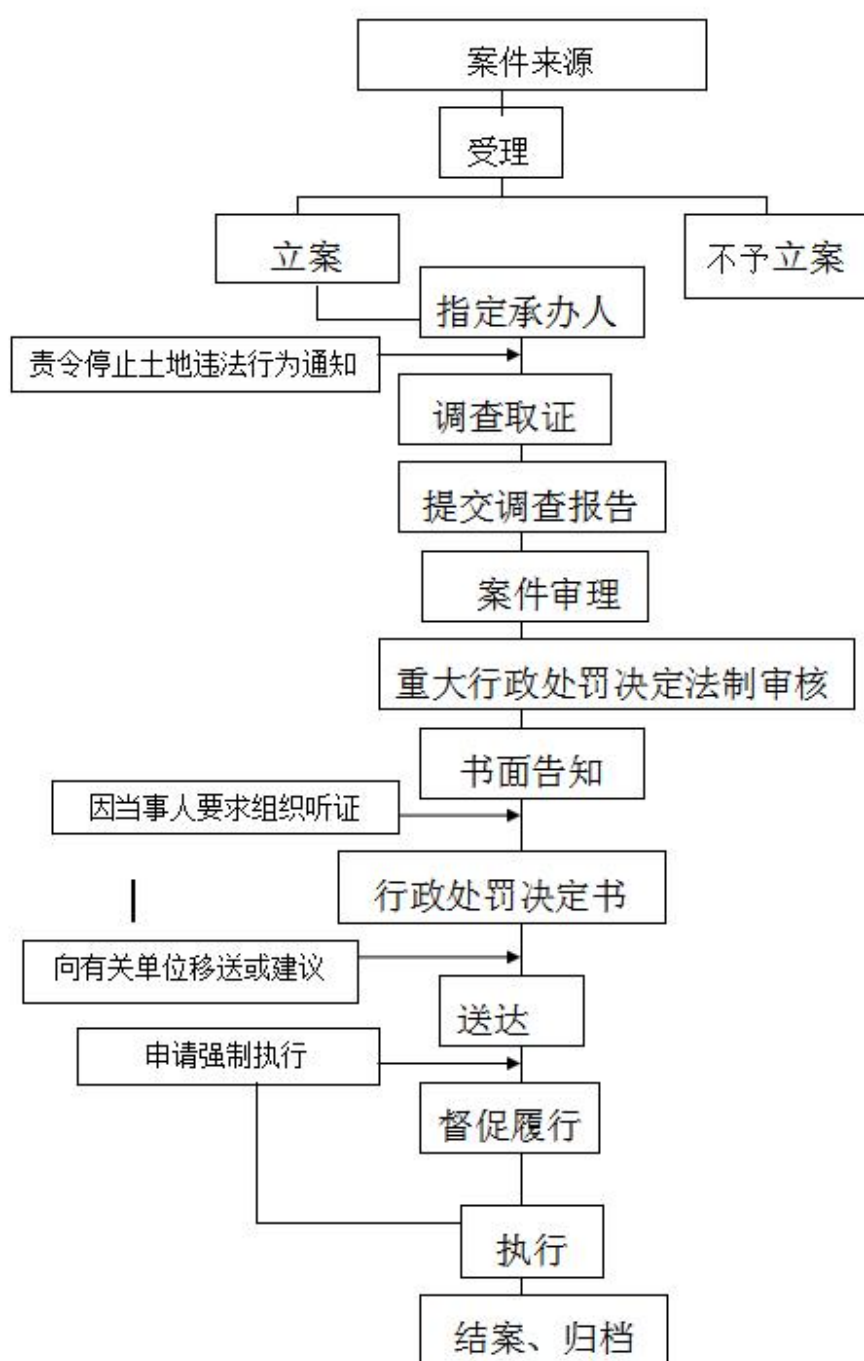 案件来源
受理
立案
不予立案
指定承办人
责令停止土地违法行为通知
调查取证
提交调查报告
案件审理
重大行政处罚决定法制审核
书面告知
因当事人要求组织听证
行政处罚决定书
向有关单位移送或建议
送达
申请强制执行
督促履行
执行
结案、归档